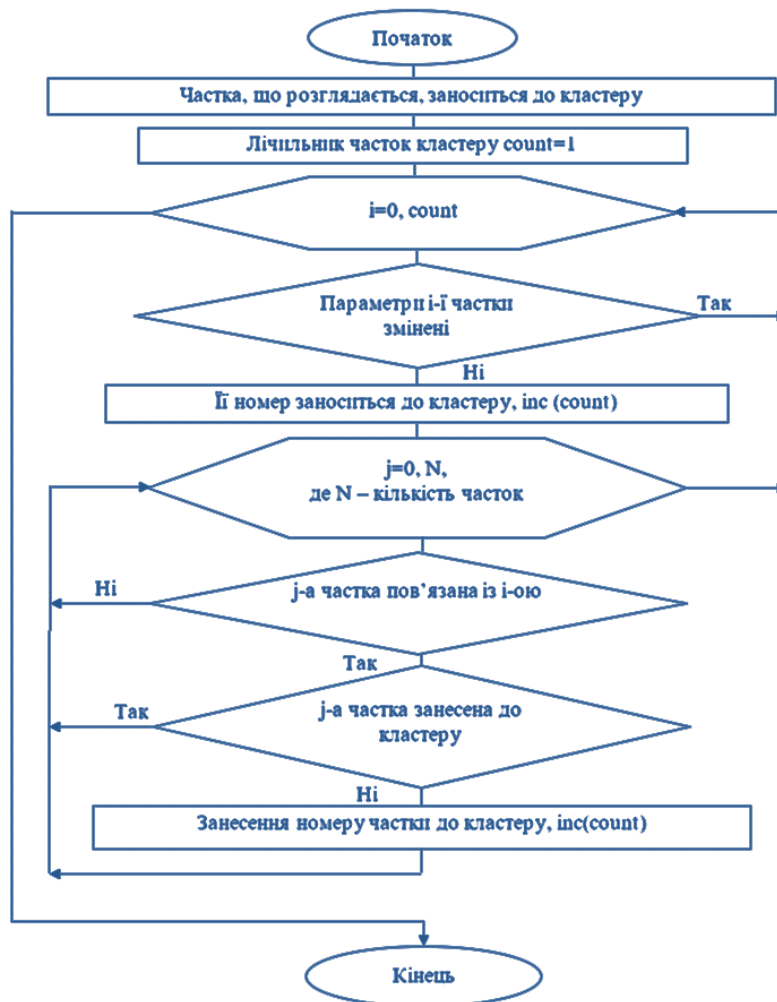 Початок
Частка, що розглядається, заноситься до кластеру
Лічильник часток кластеру count=1
i=0, count
Параметри i-ї частки
змінені
Так
Ні
Її номер заноситься до кластеру, inc (count)
j=0, N,
де N – кількість часток
Ні
j-а частка пов’язана із i-ою
Так
Так
j-а частка занесена до
кластеру
Ні
Занесення номеру частки до кластеру, inc(count)
Кінець